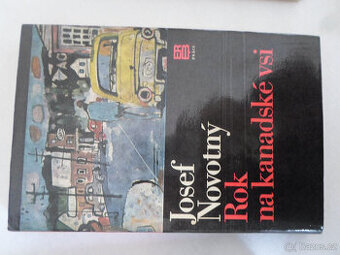 Josef
Novotný
Rok
na kanadské vsi